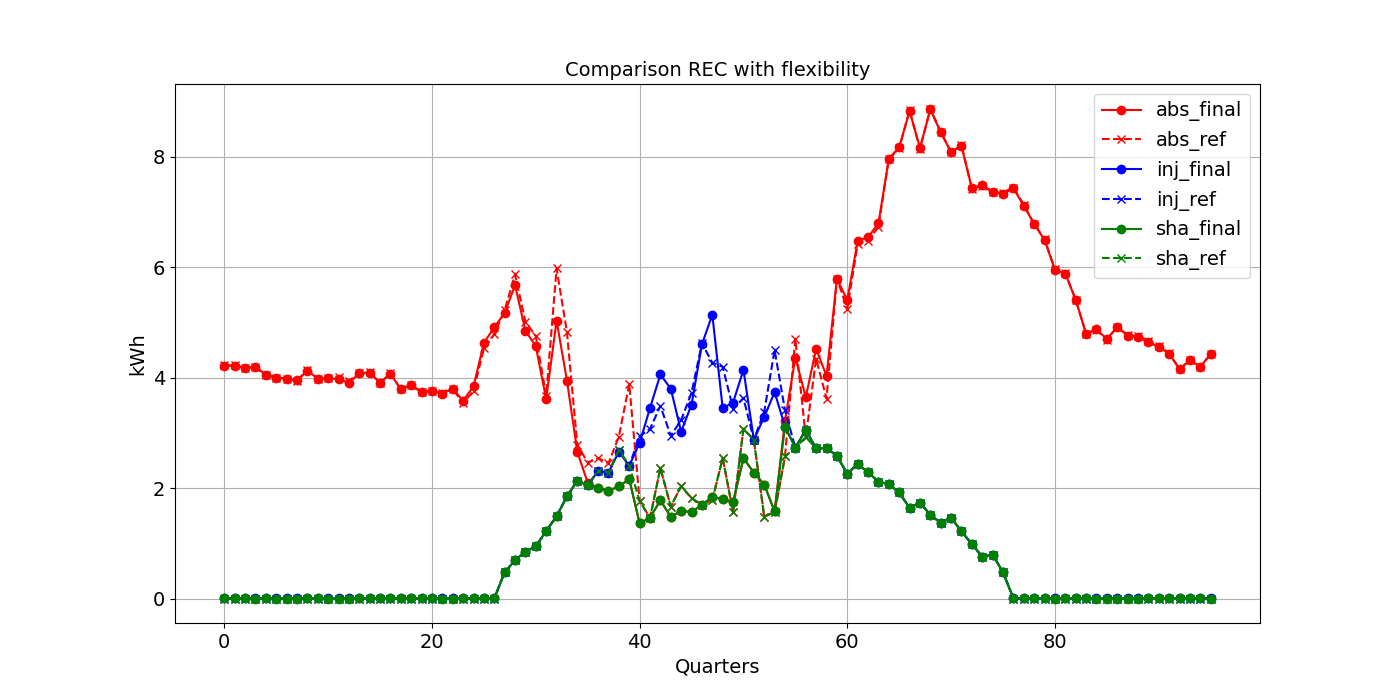 Comparison REC with flexibility
abs_final
abs_ref
inj_final
inj_ref
sha_final
sha_ref
kWh
8
6
4
2
0
0 20 40 60 80
Quarters